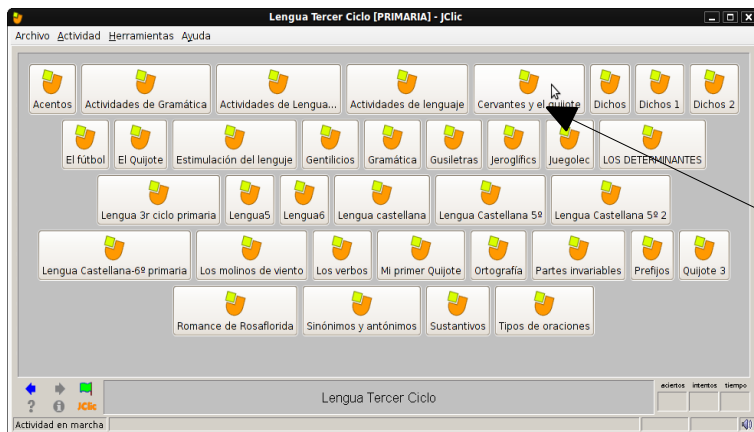 Lengua Tercer Ciclo [PRIMARIA] - JClic
Archivo Actividad Herramientas Ayuda
Acentos Actividades de Gramática Actividades de Lengua... Actividades de lenguaje Cervantes y el quijote Dichos Dichos 1 Dichos 2
El fútbol El Quijote Estimulación del lenguje Gentilicios Gramática Gusiletras Jeroglífics Juegolec LOS DETERMINANTES
Lengua 3r ciclo primaria Lengua5 Lengua6 Lengua castellana Lengua Castellana 5º Lengua Castellana 5º 2
Lengua Castellana-6º primaria Los molinos de viento Los verbos Mi primer Quijote Ortografía Partes invariables Prefijos Quijote 3
Romance de Rosaflorida Sinónimos y antónimos Sustantivos Tipos de oraciones
aciertos intentos tiempo
Lengua Tercer Ciclo
JClic
Actividad en marcha